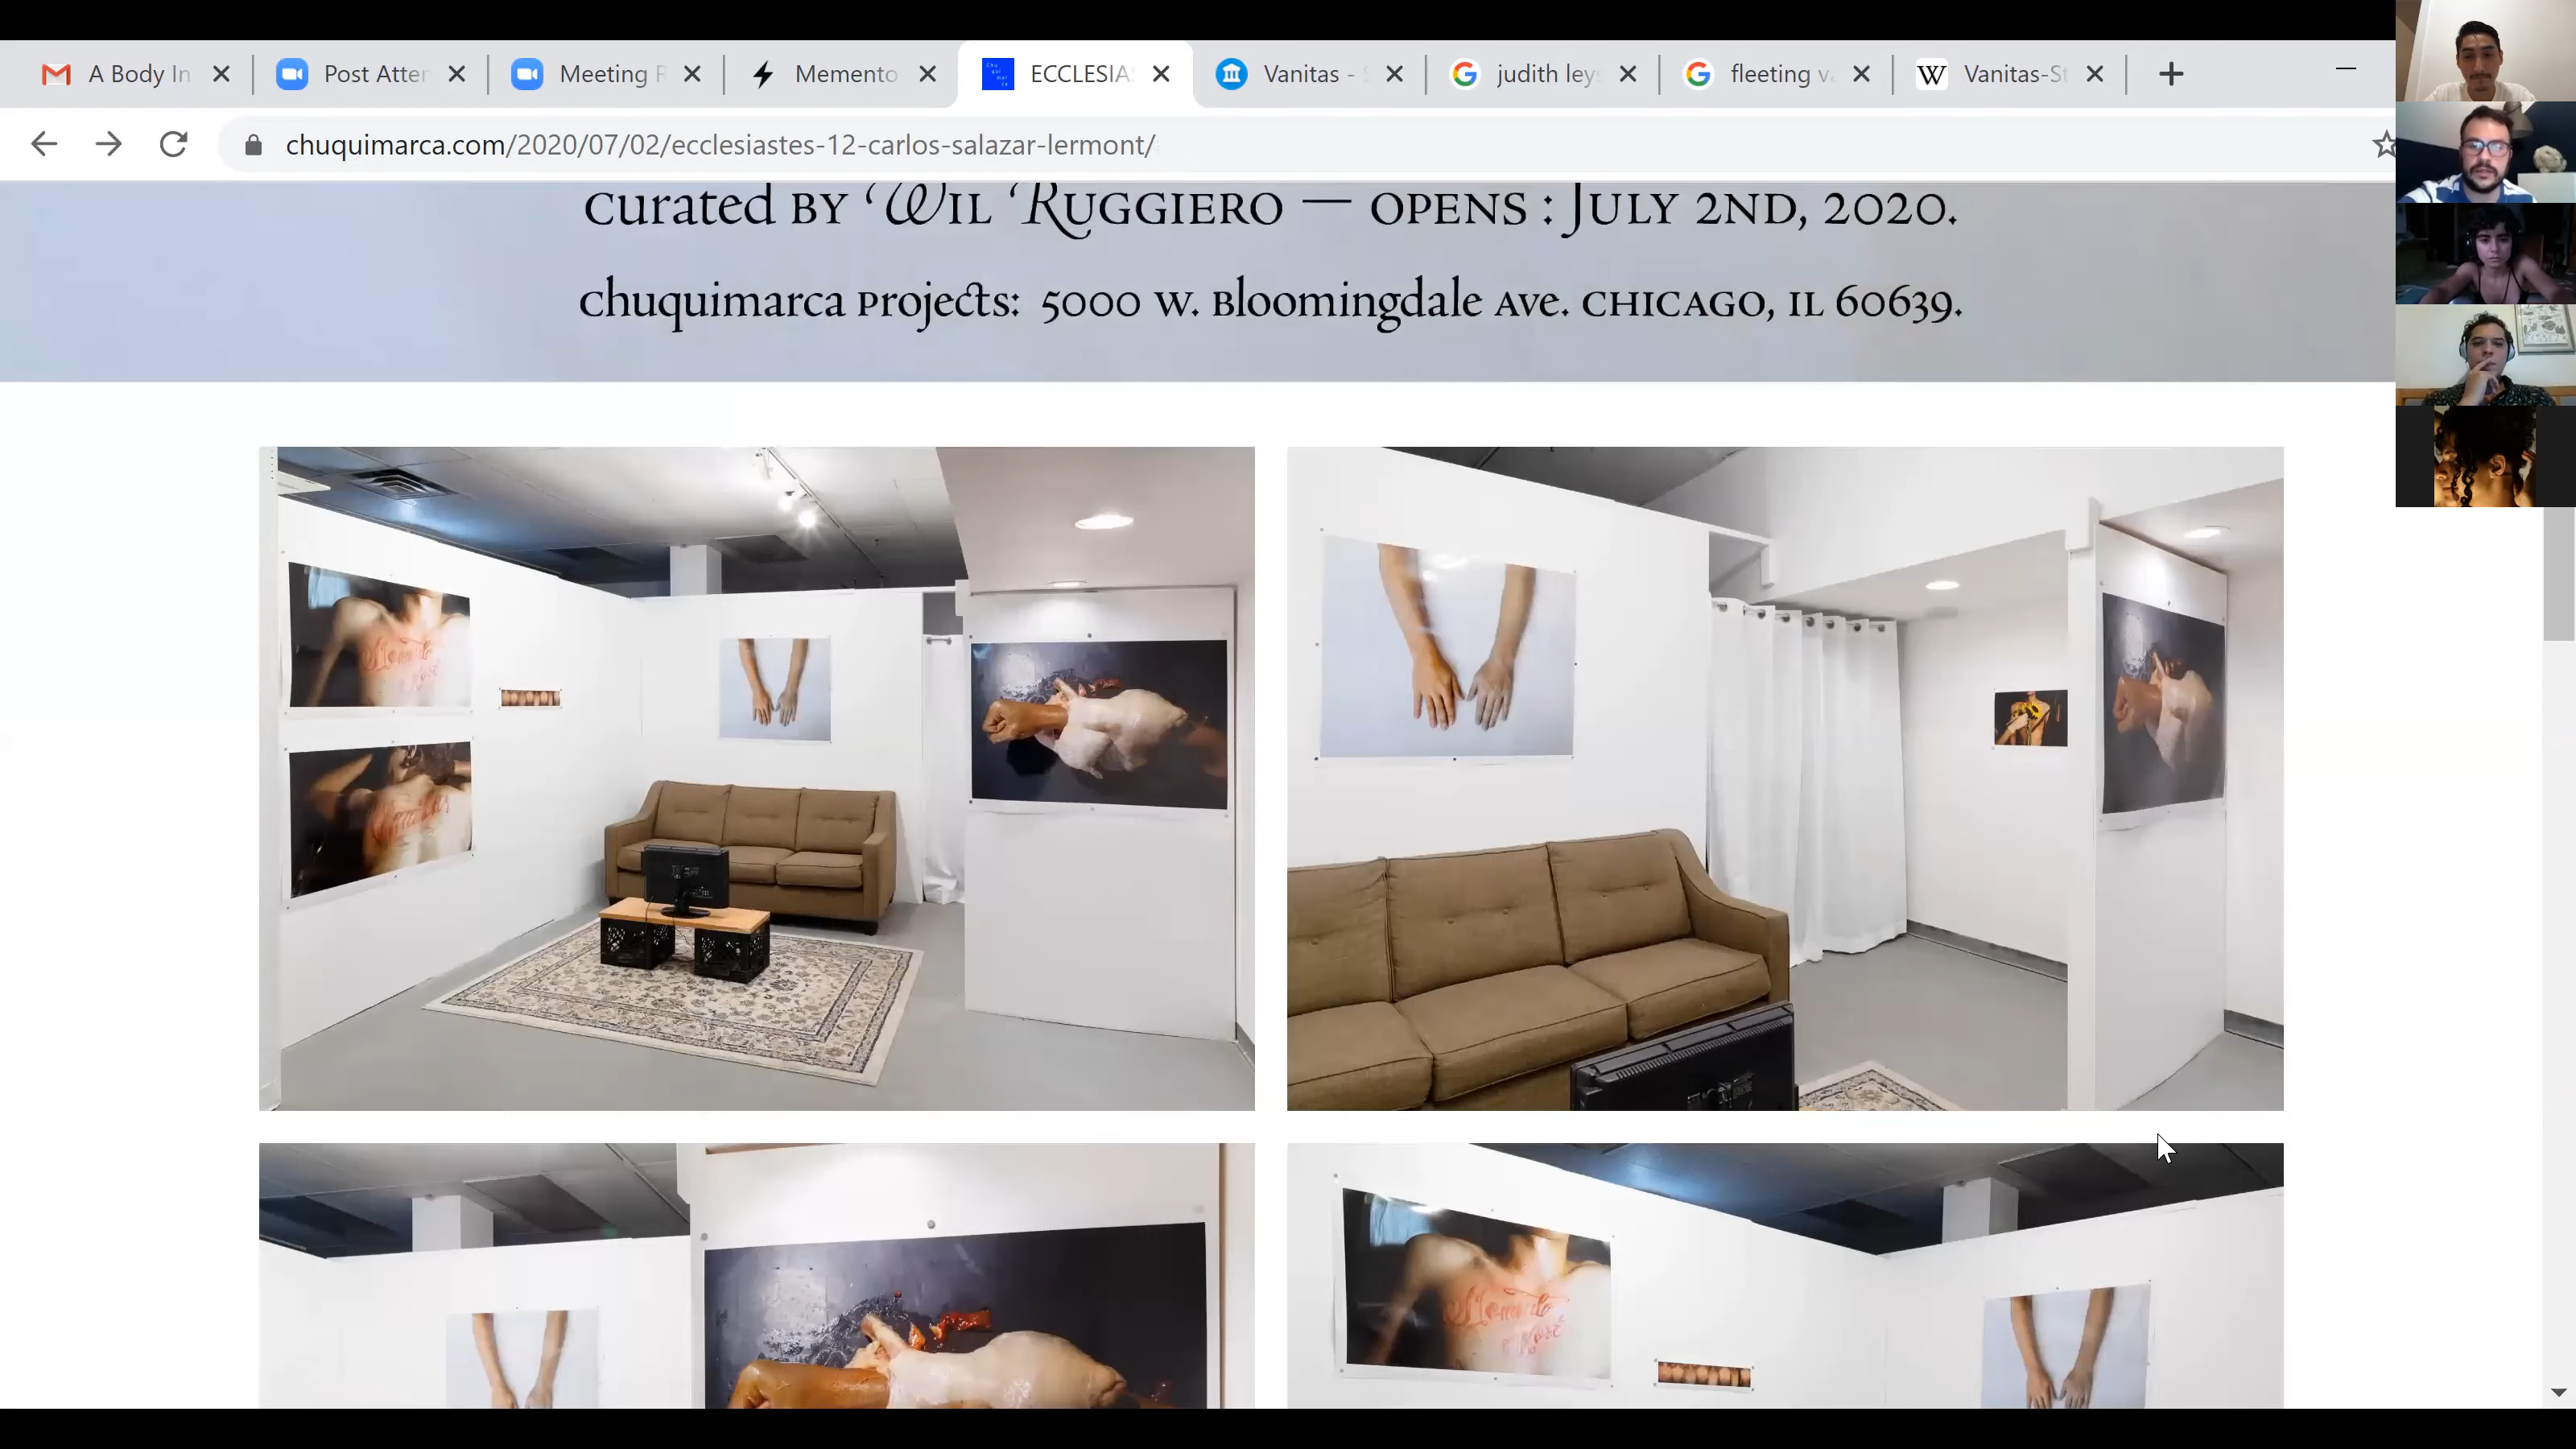 A Body In
Post Atter
Meeting R
Memento
ECCLESIA
Vanitas - S
judith leys
fleeting va
Vanitas-St
chuquimarca.com/2020/07/02/ecclesiastes-12-carlos-salazar-lermont/
curated BY WIL RUGGIERO — OPENS : JULY 2ND, 2020.
chuquimarca Projects: 5000 W. Bloomingdale Ave. CHICAGO, IL 60639.